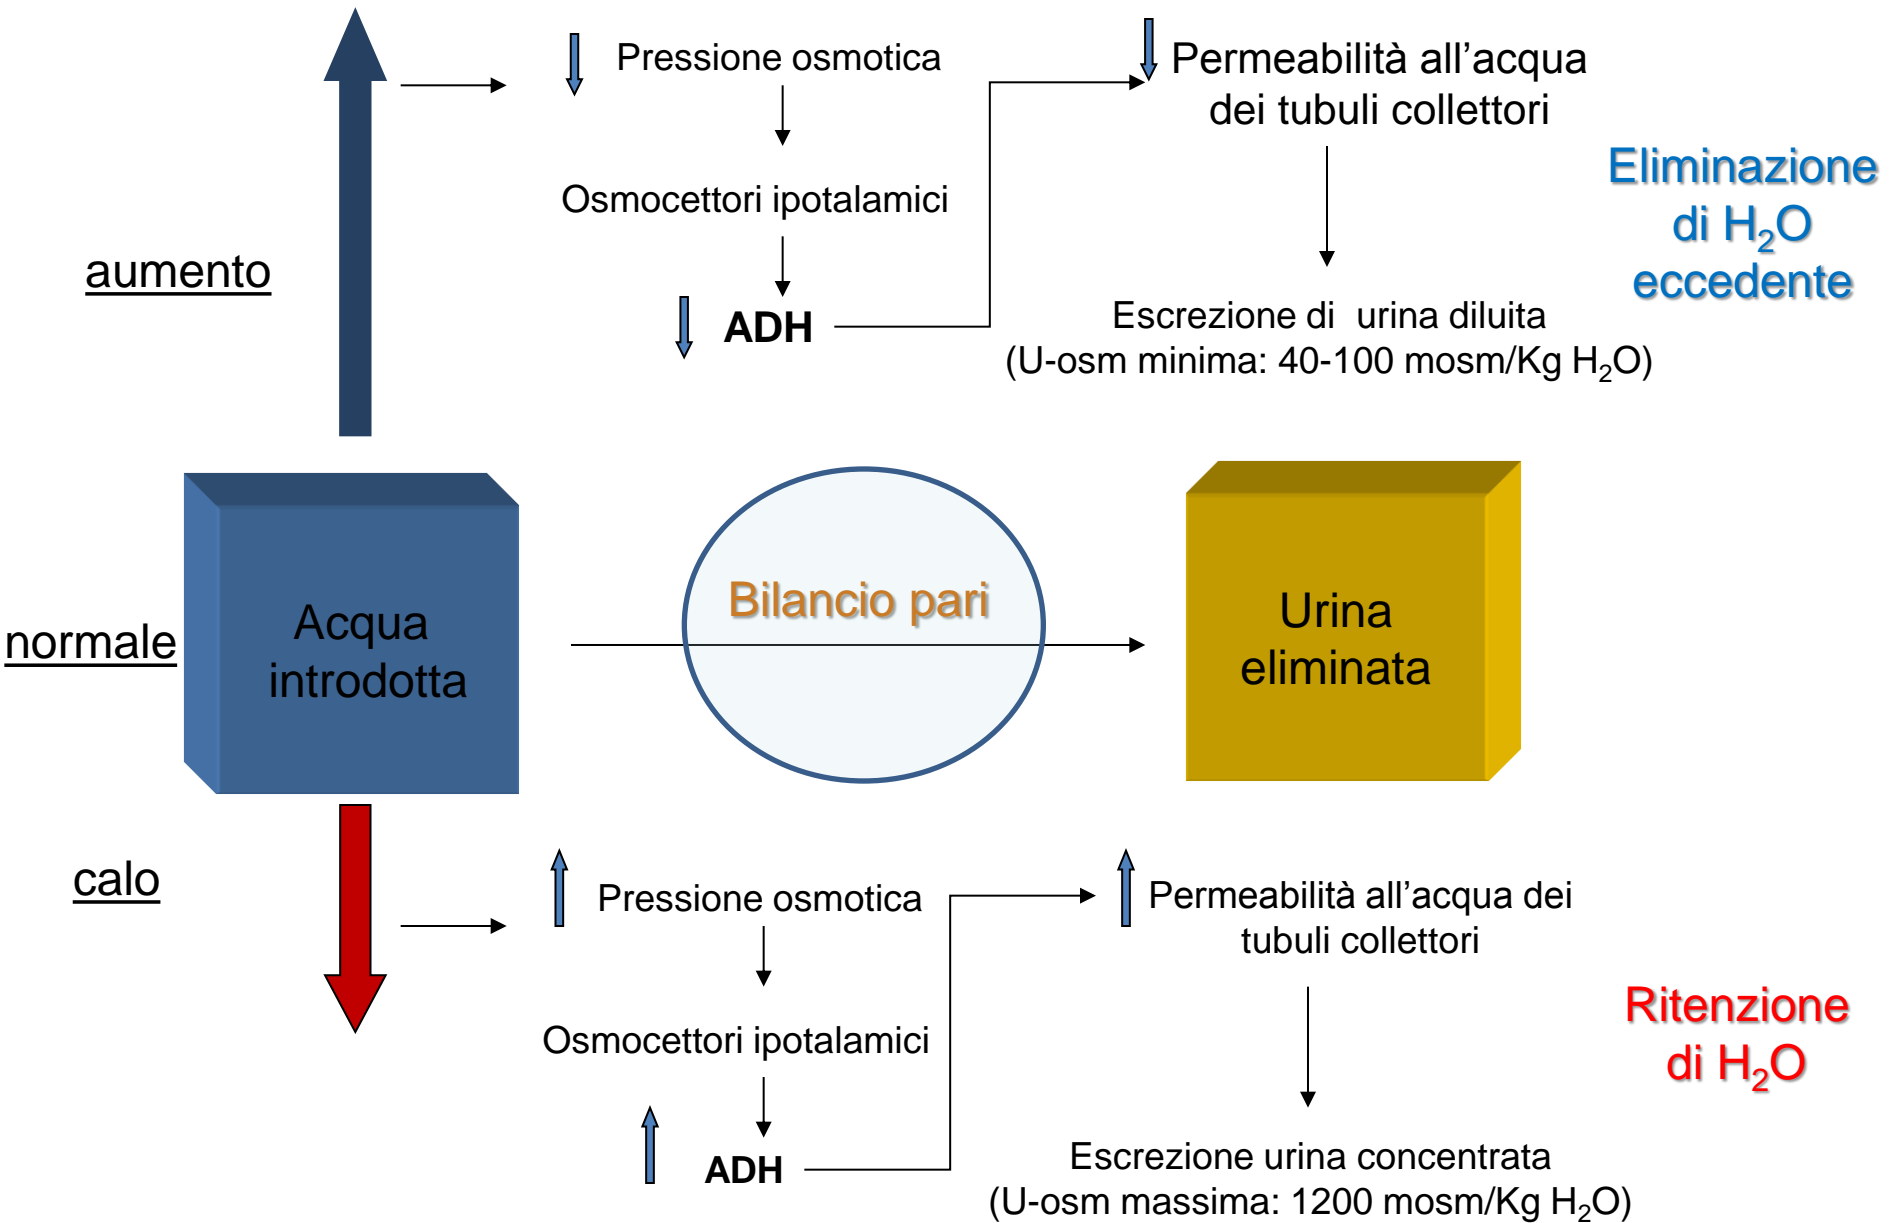 Pressione osmotica
Osmocettori ipotalamici
ADH
Permeabilità all’acqua
dei tubuli collettori
Escrezione di urina diluita
(U-osm minima: 40-100 mosm/Kg H₂O)
Eliminazione
di H₂O
eccedente
aumento
normale
Acqua
introdotta
Bilancio pari
Urina
eliminata
calo
Pressione osmotica
Osmocettori ipotalamici
ADH
Permeabilità all’acqua dei
tubuli collettori
Escrezione urina concentrata
(U-osm massima: 1200 mosm/Kg H₂O)
Ritenzione
di H₂O